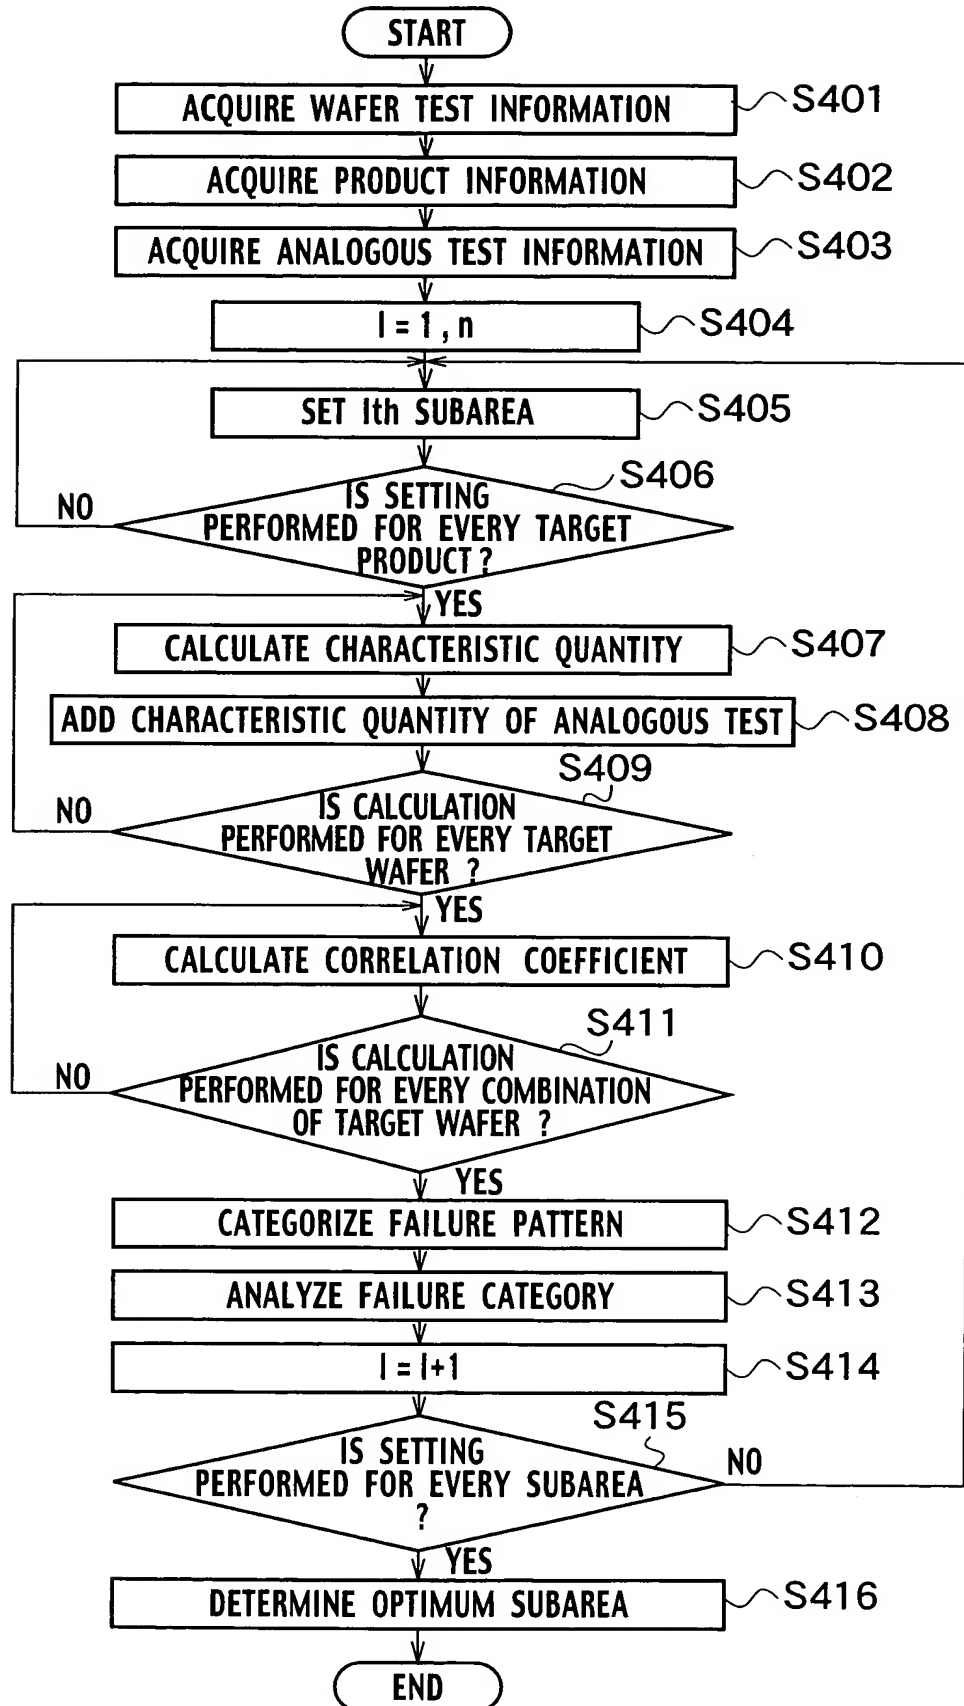 START
ACQUIRE WAFER TEST INFORMATION
S401
ACQUIRE PRODUCT INFORMATION
S402
ACQUIRE ANALOGOUS TEST INFORMATION
S403
I = 1 , n
S404
SET Ith SUBAREA
S405
S406
IS SETTING
PERFORMED FOR EVERY TARGET
PRODUCT ?
NO
YES
CALCULATE CHARACTERISTIC QUANTITY
S407
ADD CHARACTERISTIC QUANTITY OF ANALOGOUS TEST
S408
S409
IS CALCULATION
PERFORMED FOR EVERY TARGET
WAFER ?
NO
YES
CALCULATE CORRELATION COEFFICIENT
S410
S411
IS CALCULATION
PERFORMED FOR EVERY COMBINATION
OF TARGET WAFER ?
NO
YES
CATEGORIZE FAILURE PATTERN
S412
ANALYZE FAILURE CATEGORY
S413
I = I+1
S414
S415
IS SETTING
PERFORMED FOR EVERY SUBAREA
?
NO
YES
DETERMINE OPTIMUM SUBAREA
S416
END